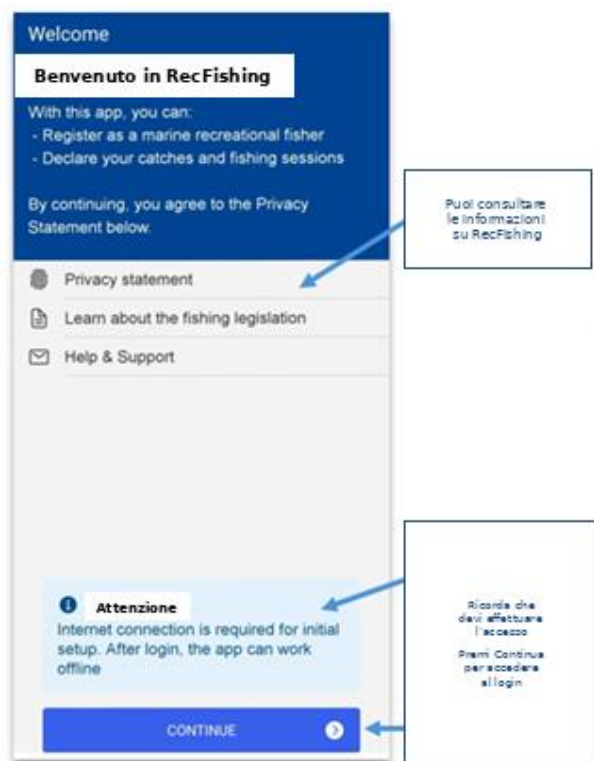 Welcome
Benvenuto in RecFishing
With this app, you can:
- Register as a marine recreational fisher
- Declare your catches and fishing sessions
By continuing, you agree to the Privacy
Statement below.
Privacy statement
Learn about the fishing legislation
Help & Support
Puoi consultare
le informazioni
su RecFishing
Attenzione
Internet connection is required for initial
setup. After login, the app can work
offline
Ricorda che
devi effettuare
l'accesso
Premi Continua
per accedere
al login
CONTINUE